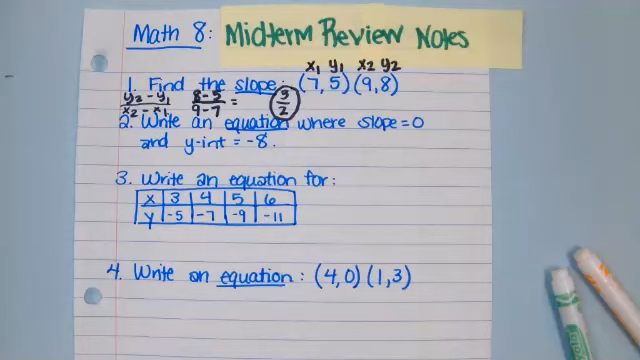 Math 8: Midterm Review Notes
x₁ y₁ x₂ y₂
1. Find the slope: (7, 5) (9, 8)
y₂ - y₁ / x₂ - x₁ 8-5 / 9-7 = 3/2
2. Write an equation where slope=0
and y-int = -8.
3. Write an equation for:
x 3 4 5 6
y -5 -7 -9 -11
4. Write an equation: (4, 0) (1, 3)